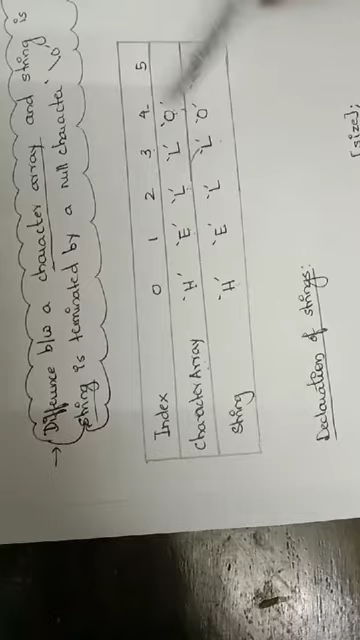 → Difference b/w a character array and string is
string is terminated by a null character '\0'
Index 0 1 2 3 4 5
Character Array 'H' 'E' 'L' 'L' 'O'
String 'H' 'E' 'L' 'L' 'O'
Declaration of strings:
[size];